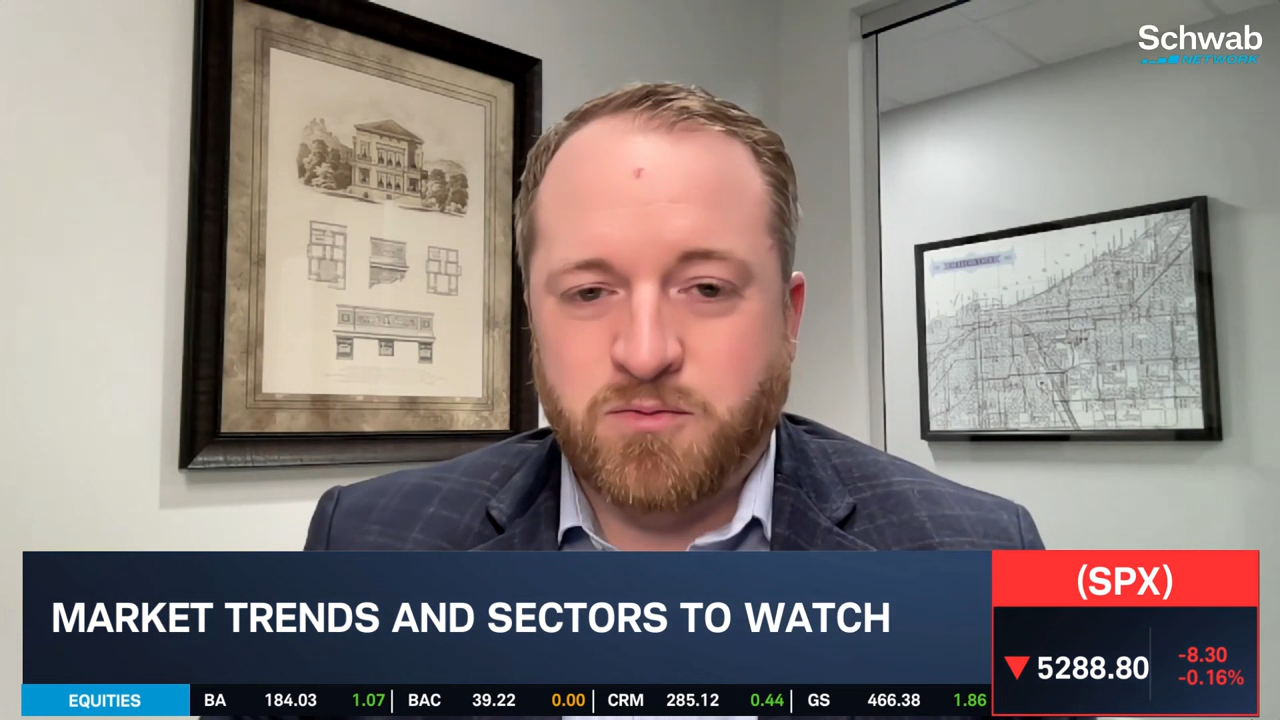 Schwab
NETWORK
MARKET TRENDS AND SECTORS TO WATCH
(SPX)
▼ 5288.80
-8.30
-0.16%
EQUITIES
BA 184.03 1.07 | BAC 39.22 0.00 | CRM 285.12 0.44 | GS 466.38 1.86